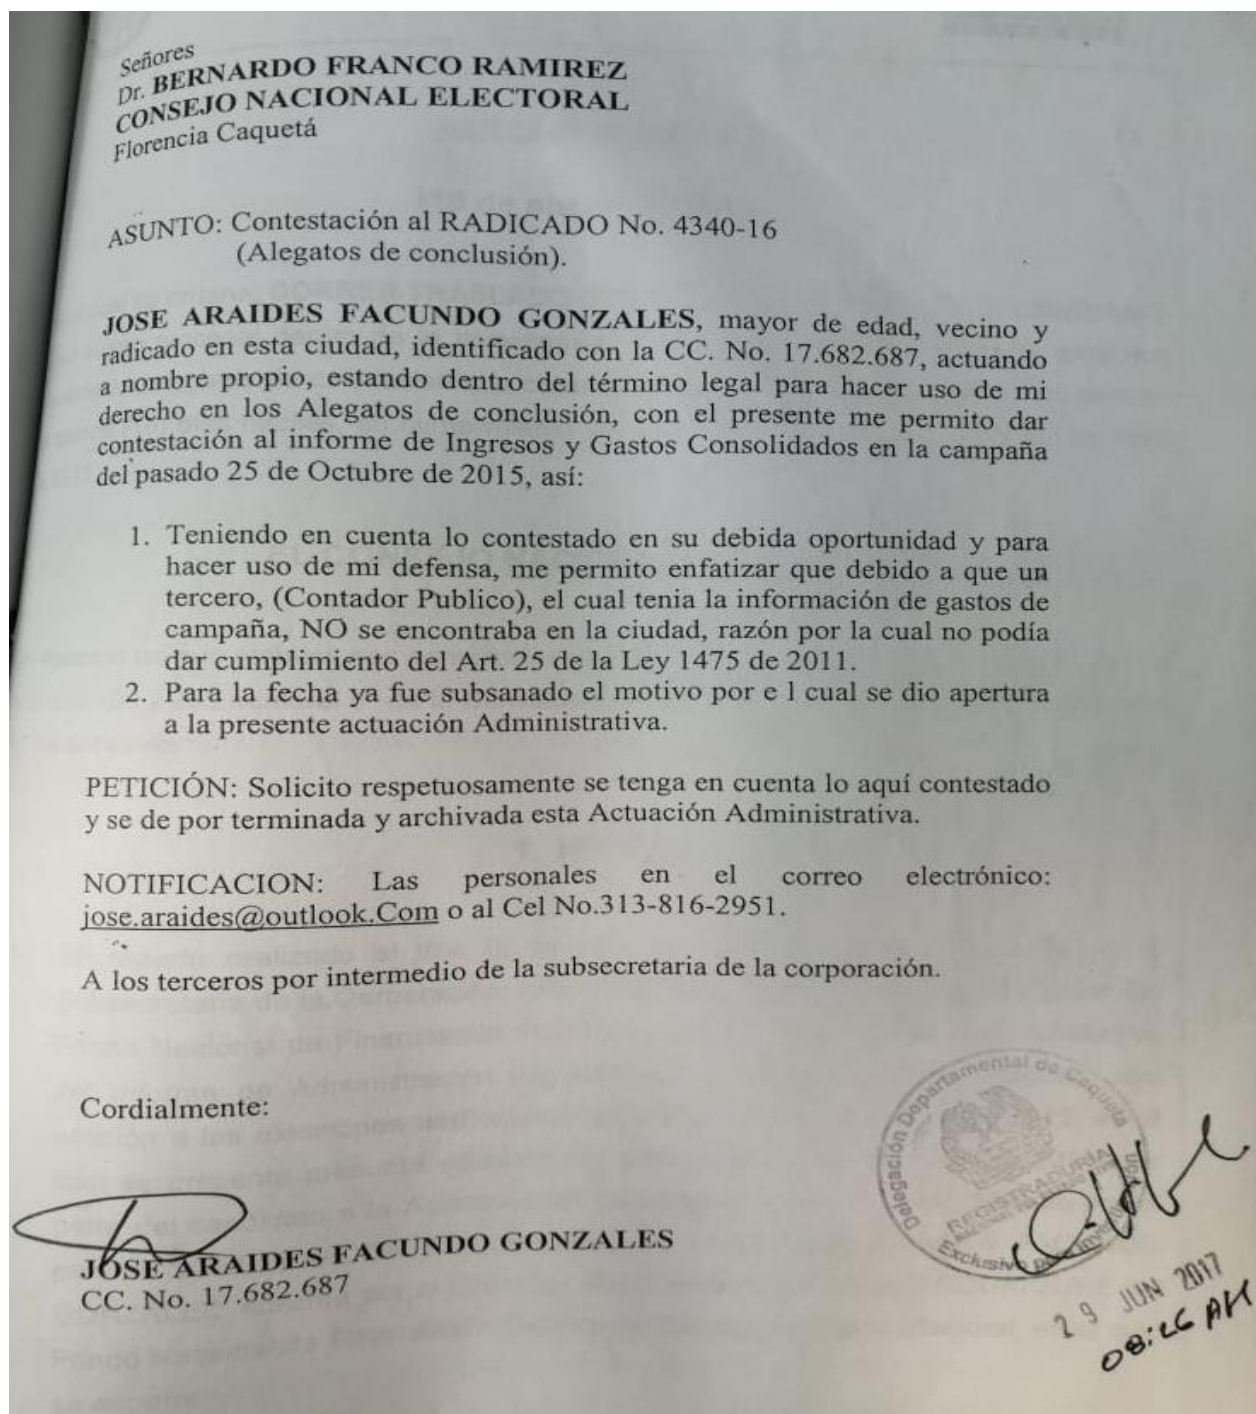 Señores
Dr. BERNARDO FRANCO RAMIREZ
CONSEJO NACIONAL ELECTORAL
Florencia Caquetá
ASUNTO: Contestación al RADICADO No. 4340-16
(Alegatos de conclusión).
JOSE ARAIDES FACUNDO GONZALES, mayor de edad, vecino y
radicado en esta ciudad, identificado con la CC. No. 17.682.687, actuando
a nombre propio, estando dentro del término legal para hacer uso de mi
derecho en los Alegatos de conclusión, con el presente me permito dar
contestación al informe de Ingresos y Gastos Consolidados en la campaña
del pasado 25 de Octubre de 2015, así:
1. Teniendo en cuenta lo contestado en su debida oportunidad y para
hacer uso de mi defensa, me permito enfatizar que debido a que un
tercero, (Contador Publico), el cual tenia la información de gastos de
campaña, NO se encontraba en la ciudad, razón por la cual no podía
dar cumplimiento del Art. 25 de la Ley 1475 de 2011.
2. Para la fecha ya fue subsanado el motivo por e l cual se dio apertura
a la presente actuación Administrativa.
PETICIÓN: Solicito respetuosamente se tenga en cuenta lo aquí contestado
y se de por terminada y archivada esta Actuación Administrativa.
NOTIFICACION: Las personales en el correo electrónico:
jose.araides@outlook.Com o al Cel No.313-816-2951.
A los terceros por intermedio de la subsecretaria de la corporación.
Cordialmente:
JOSE ARAIDES FACUNDO GONZALES
CC. No. 17.682.687
Delegación Departamental de Caqueta
REGISTRADURIA
Exclusivo
29 JUN 2017
08:26 AM